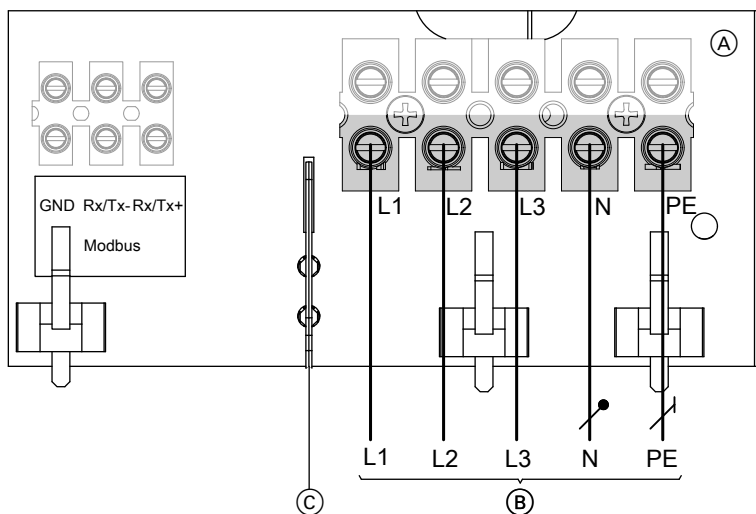 A
L1 L2 L3 N PE
GND Rx/Tx- Rx/Tx+
Modbus
L1 L2 L3 N PE
C B